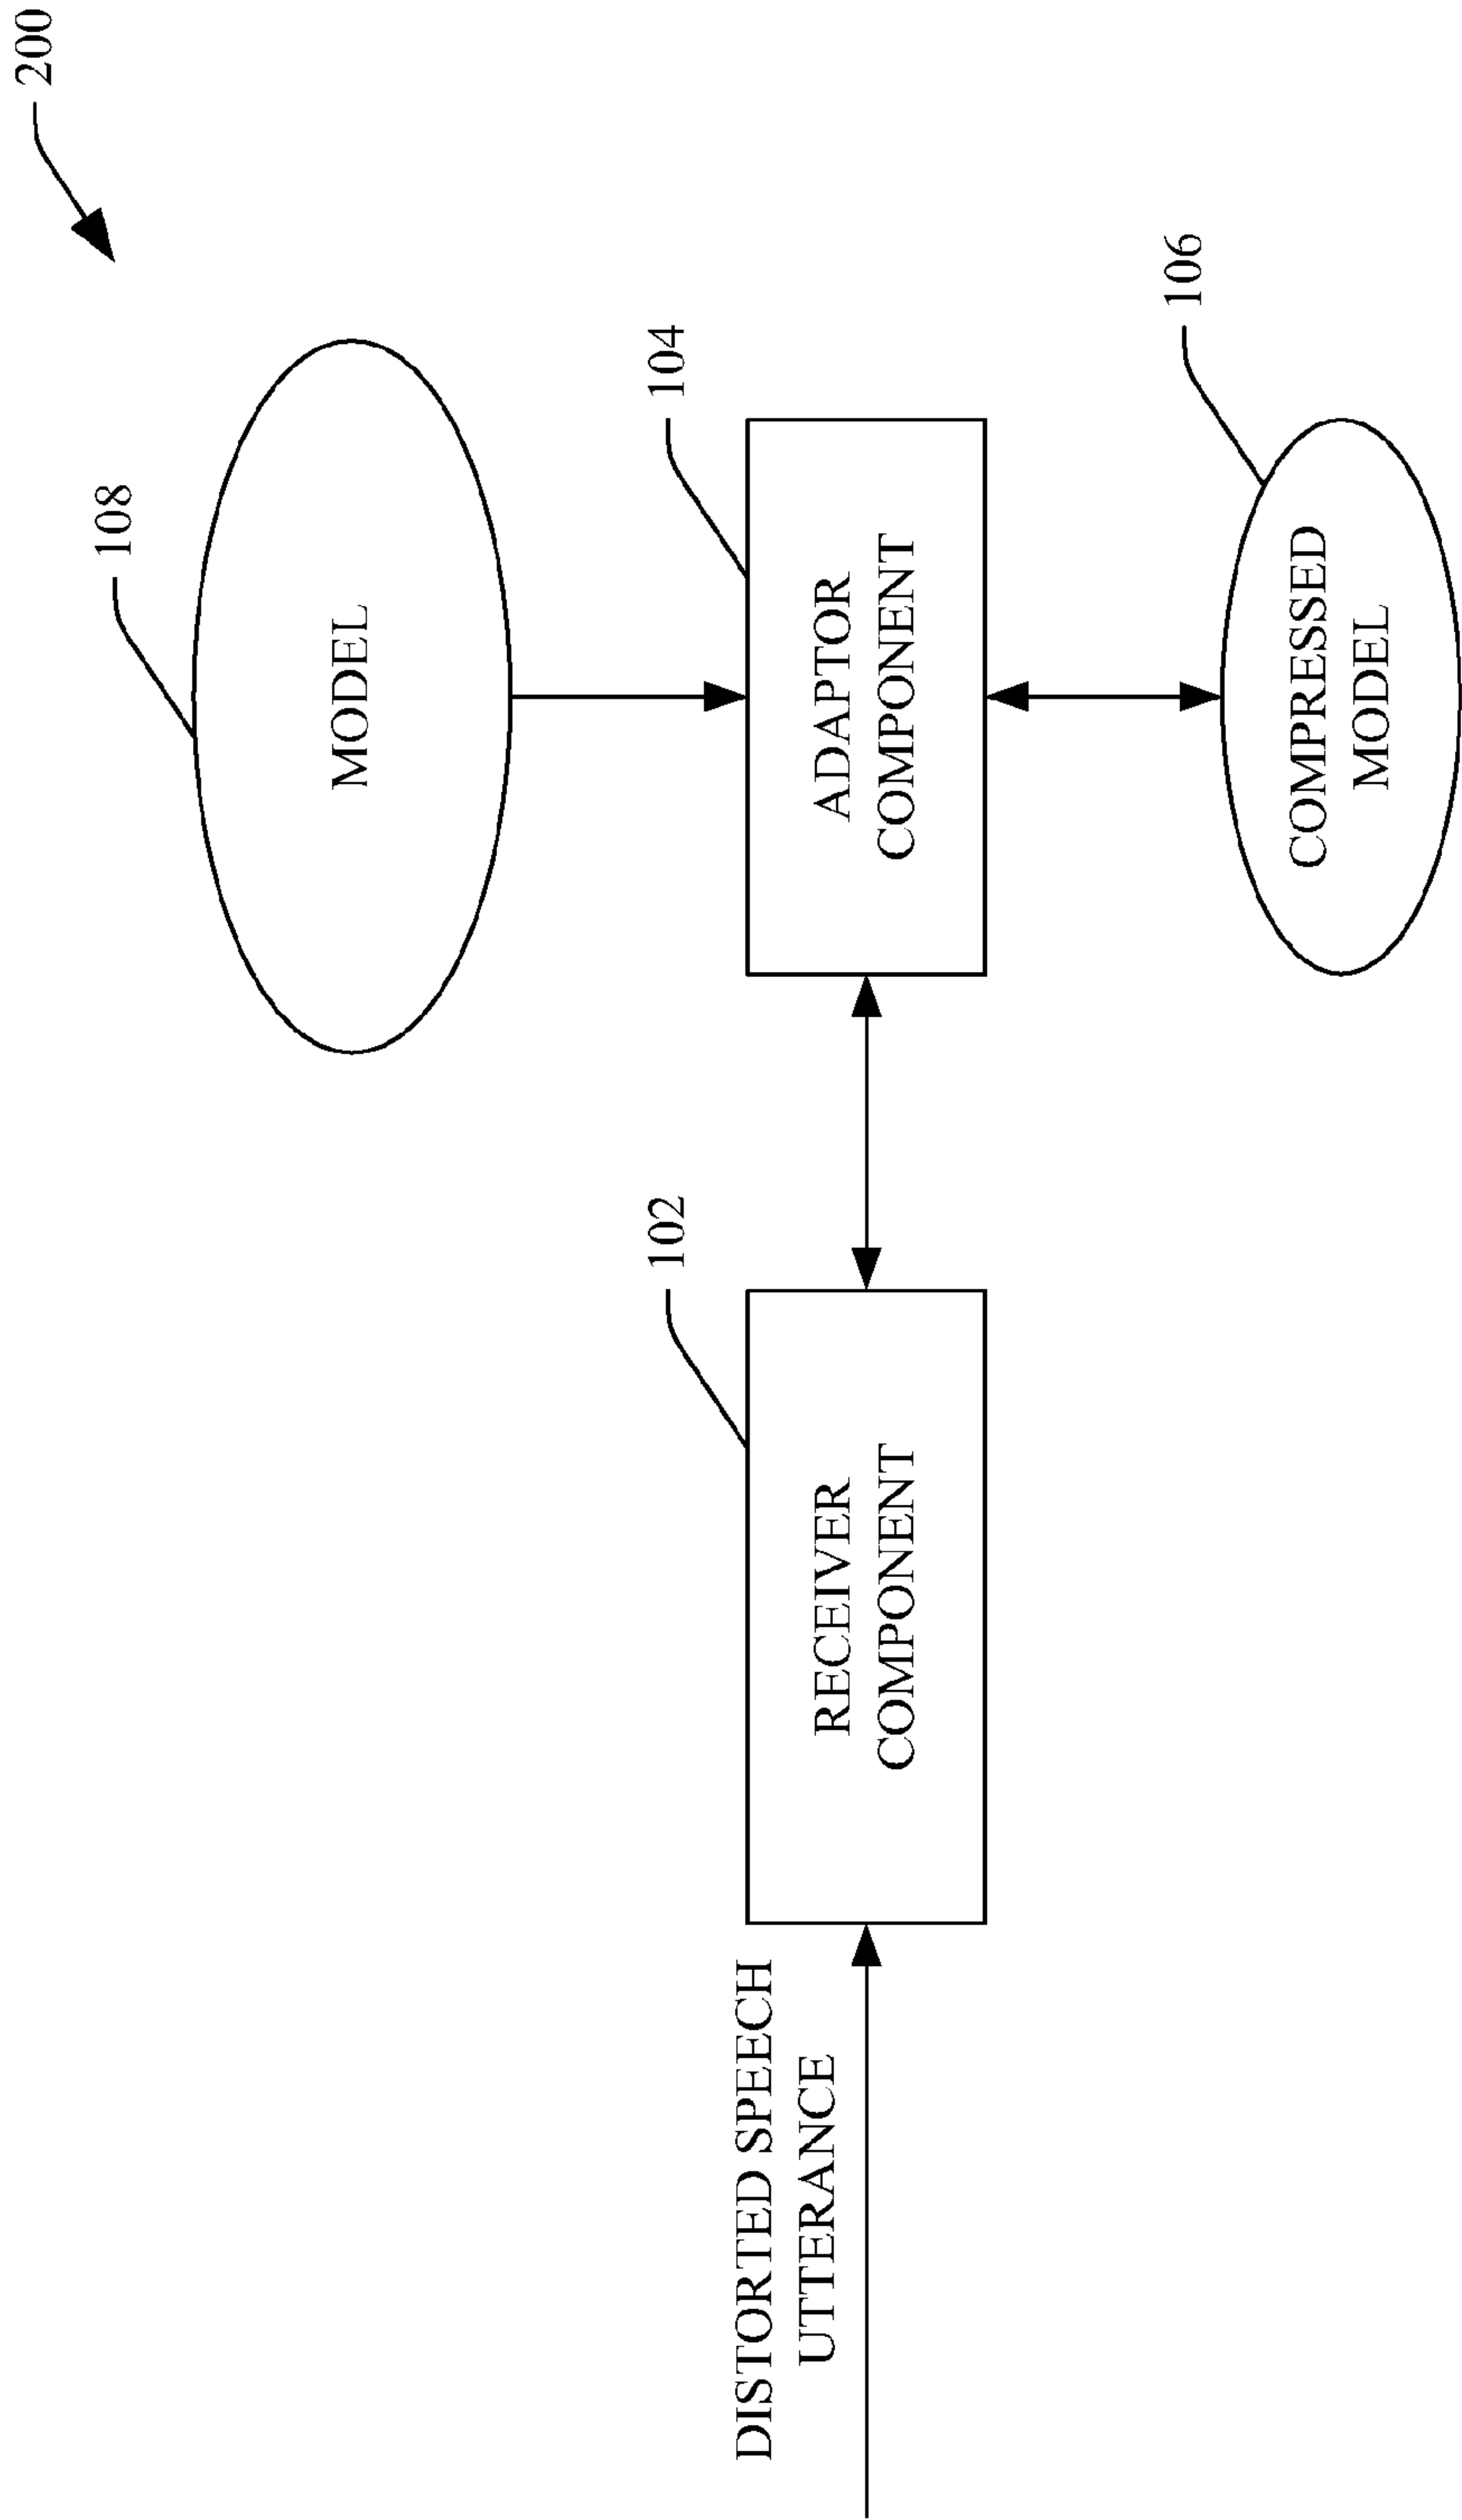 200
108
MODEL
104
ADAPTOR
COMPONENT
102
RECEIVER
COMPONENT
DISTORTED SPEECH
UTTERANCE
106
COMPRESSED
MODEL